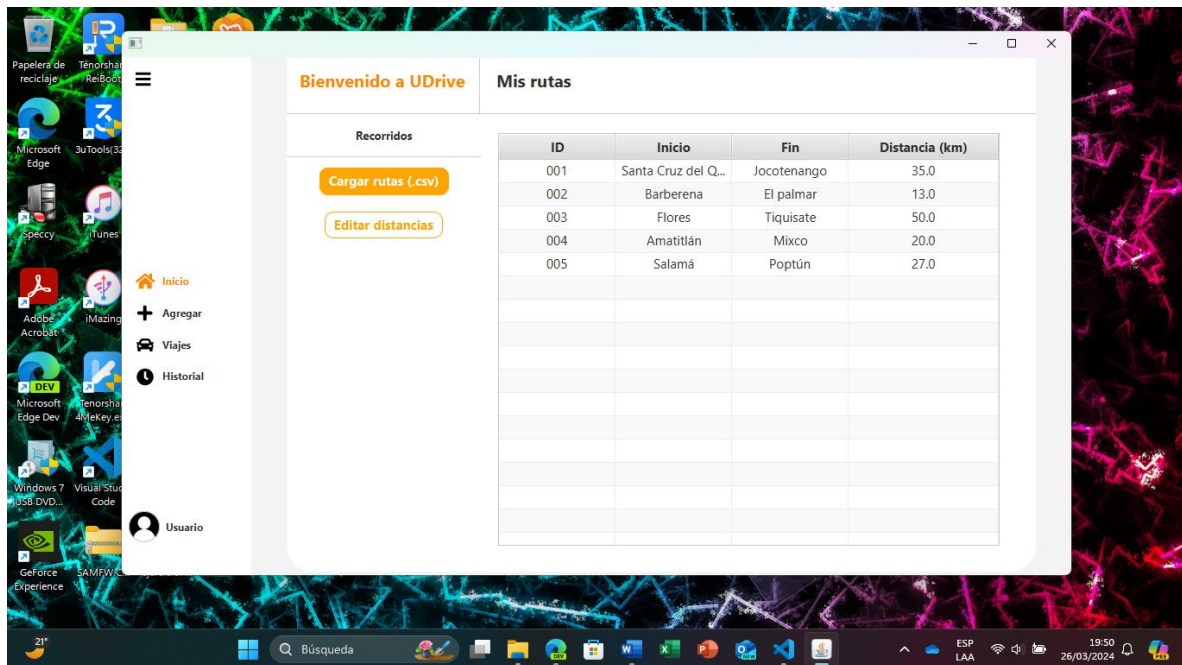 Papelera de
reciclaje
Tenorshar
ReiBoot
Microsoft
Edge
3uTools(32
Speccy
iTunes
Adobe
Acrobat
iMazing
DEV
Microsoft
Edge Dev
Tenorshar
4MeKey.ex
Windows 7
USB DVD...
Visual Stud
Code
GeForce
Experience
SAMFW.C...
Inicio
Agregar
Viajes
Historial
Usuario
Bienvenido a UDrive
Mis rutas
Recorridos
Cargar rutas (.csv)
Editar distancias
ID Inicio Fin Distancia (km)
001 Santa Cruz del Q... Jocotenango 35.0
002 Barberena El palmar 13.0
003 Flores Tiquisate 50.0
004 Amatitlán Mixco 20.0
005 Salamá Poptún 27.0
21°
Búsqueda
ESP
LAA
19:50
26/03/2024